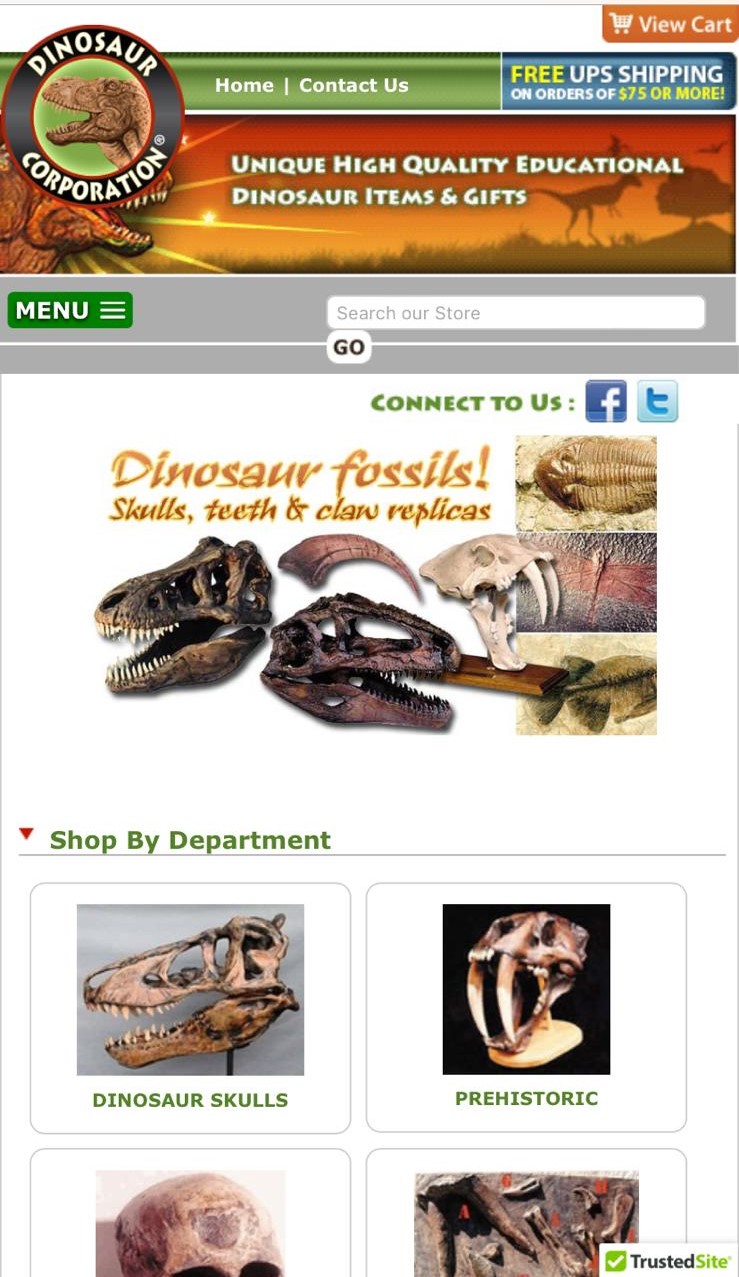 View Cart
DINOSAUR
CORPORATION®
Home | Contact Us
FREE UPS SHIPPING
ON ORDERS OF $75 OR MORE!
Unique High Quality Educational
Dinosaur Items & Gifts
MENU
Search our Store
GO
Connect to Us :
f
t
Dinosaur fossils!
Skulls, teeth & claw replicas
Shop By Department
DINOSAUR SKULLS
PREHISTORIC
G
H
A
A
TrustedSite®